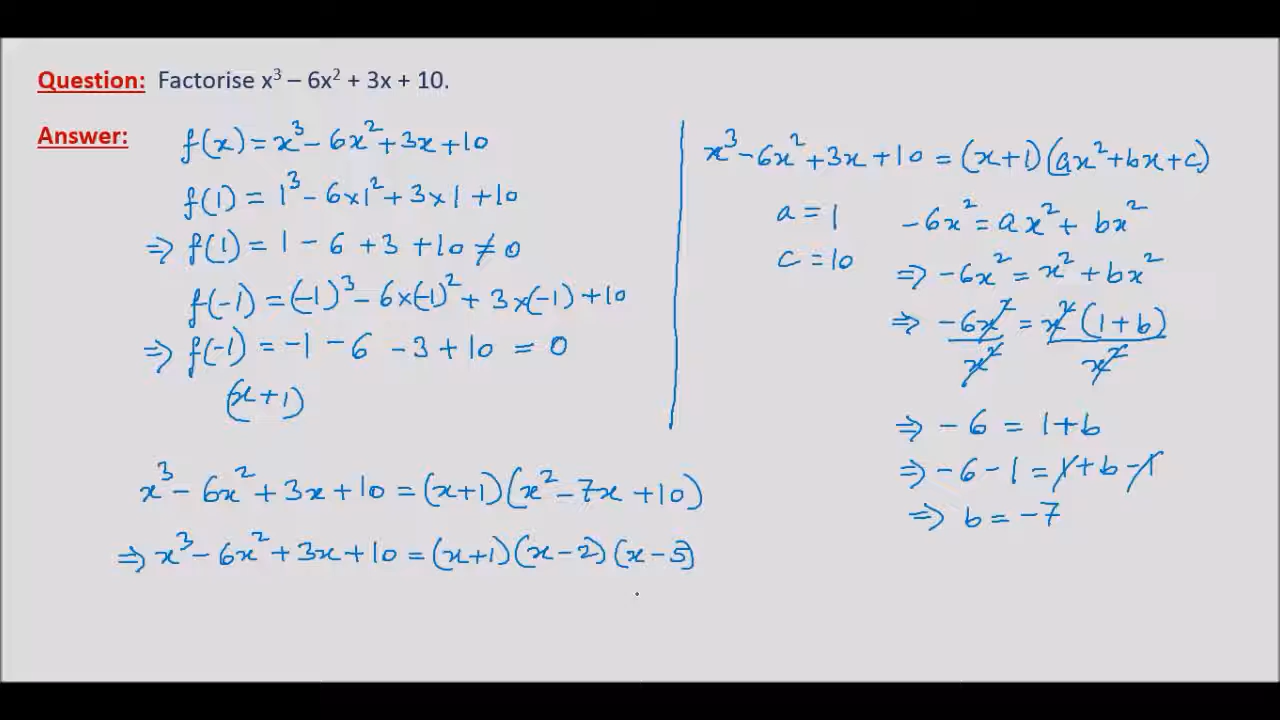 Question: Factorise x³ – 6x² + 3x + 10.
Answer:
f(x) = x³ - 6x² + 3x + 10
f(1) = 1³ - 6×1² + 3×1 + 10
⇒ f(1) = 1 - 6 + 3 + 10 ≠ 0
f(-1) = (-1)³ - 6×(-1)² + 3×(-1) + 10
⇒ f(-1) = -1 - 6 - 3 + 10 = 0
(x+1)
x³ - 6x² + 3x + 10 = (x+1)(ax² + bx + c)
a = 1
c = 10
-6x² = ax² + bx²
⇒ -6x² = x² + bx²
⇒ -6x²/x² = x²(1+b)/x²
⇒ -6 = 1+b
⇒ -6 - 1 = 1 + b - 1
⇒ b = -7
x³ - 6x² + 3x + 10 = (x+1)(x² - 7x + 10)
⇒ x³ - 6x² + 3x + 10 = (x+1)(x-2)(x-5)